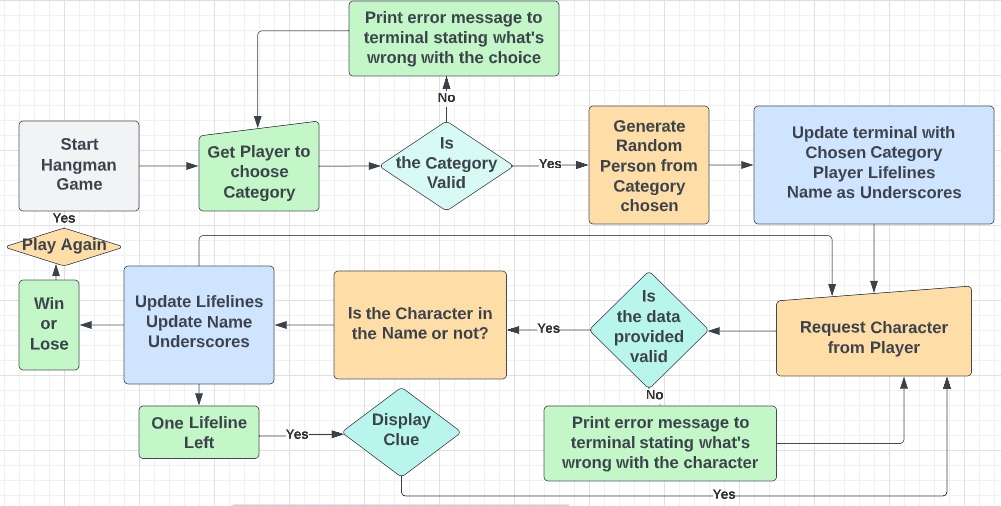 Print error message to
terminal stating what's
wrong with the choice
No
Start
Hangman
Game
Get Player to
choose
Category
Is
the Category
Valid
Yes
Generate
Random
Person from
Category
chosen
Update terminal with
Chosen Category
Player Lifelines
Name as Underscores
Yes
Play Again
Win
or
Lose
Update Lifelines
Update Name
Underscores
Is the Character in
the Name or not?
Yes
Is
the data
provided
valid
Request Character
from Player
No
One Lifeline
Left
Yes
Display
Clue
Print error message to
terminal stating what's
wrong with the character
Yes